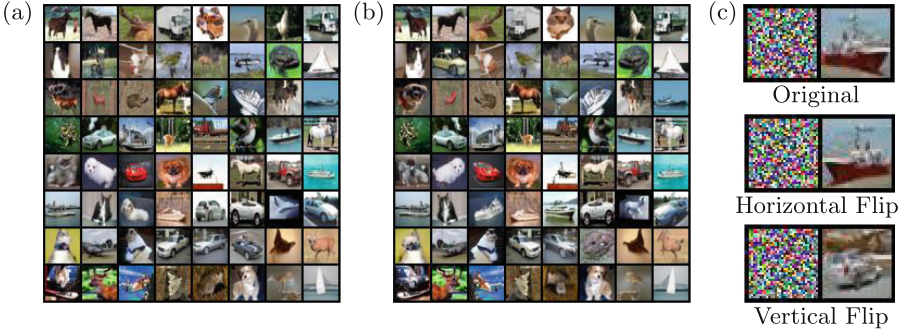 (a)
(b)
(c)
Original
Horizontal Flip
Vertical Flip